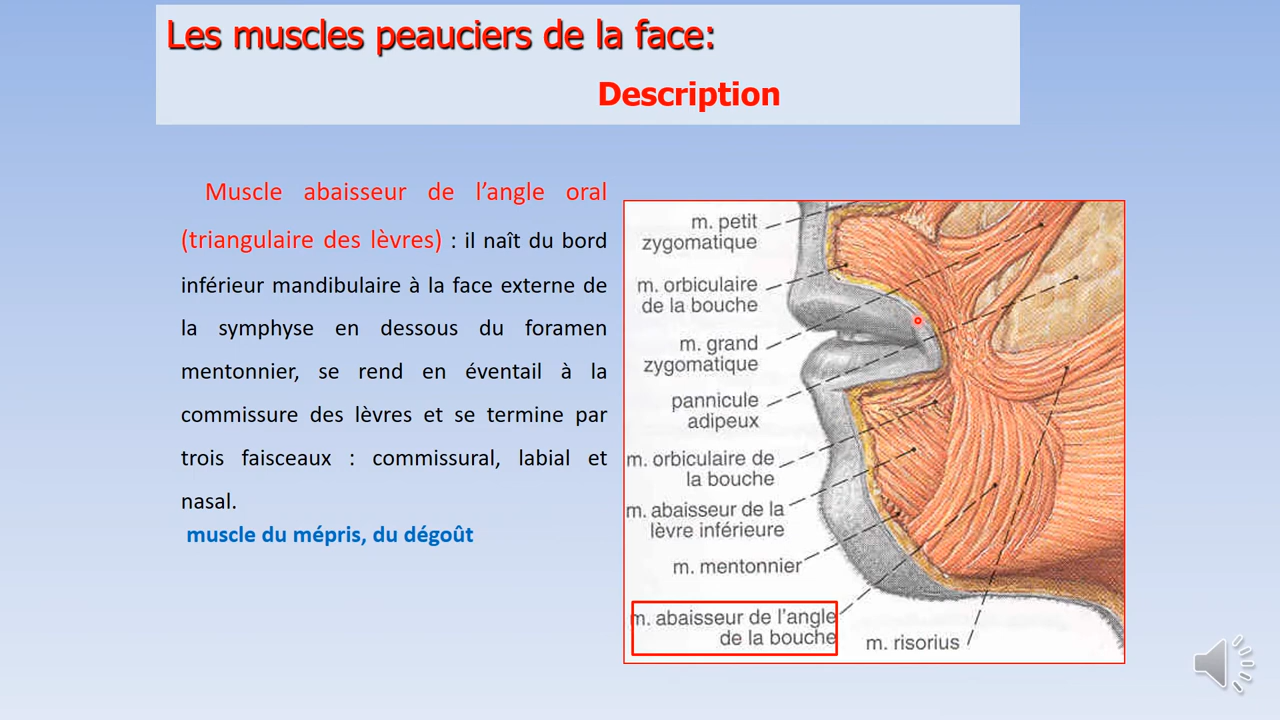 Les muscles peauciers de la face:
Description
Muscle abaisseur de l’angle oral
(triangulaire des lèvres) : il naît du bord
inférieur mandibulaire à la face externe de
la symphyse en dessous du foramen
mentonnier, se rend en éventail à la
commissure des lèvres et se termine par
trois faisceaux : commissural, labial et
nasal.
muscle du mépris, du dégoût
m. petit
zygomatique
m. orbiculaire
de la bouche
m. grand
zygomatique
pannicule
adipeux
m. orbiculaire de
la bouche
m. abaisseur de la
lèvre inférieure
m. mentonnier
m. abaisseur de l'angle
de la bouche
m. risorius